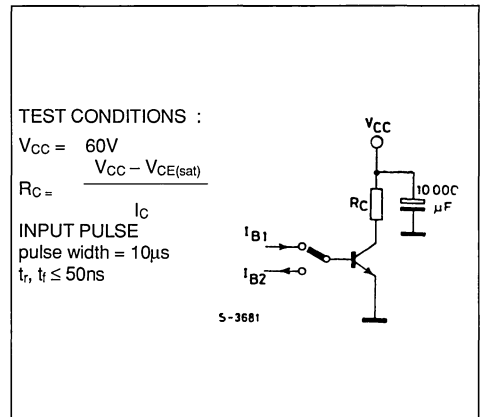 TEST CONDITIONS :
VCC = 60V
RC = VCC – VCE(sat)
IC
INPUT PULSE
pulse width = 10µs
tr, tf ≤ 50ns
VCC
RC
10 000
µF
IB1
IB2
S-3681